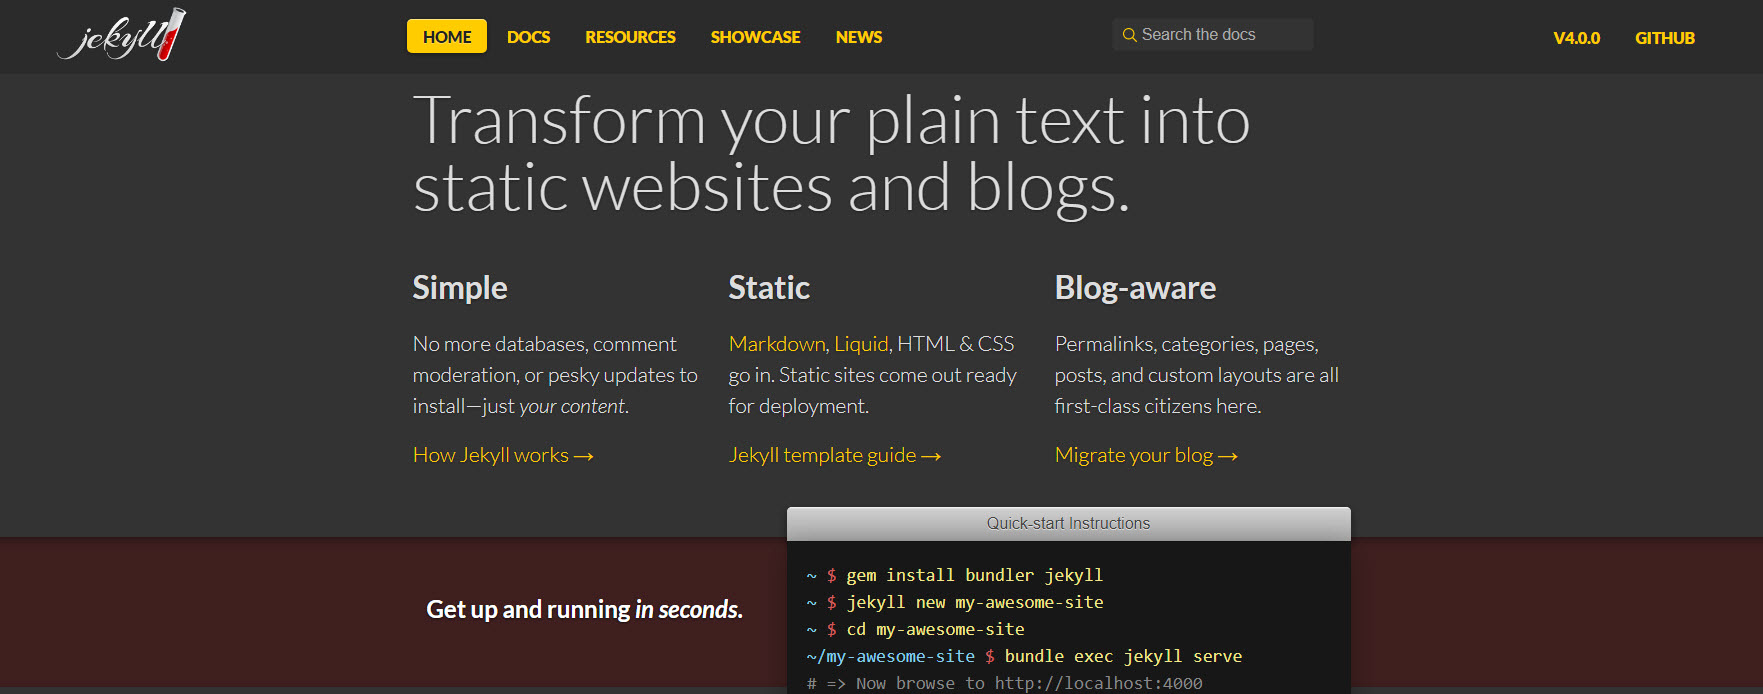 jekyll
HOME DOCS RESOURCES SHOWCASE NEWS Search the docs V4.0.0 GITHUB
Transform your plain text into
static websites and blogs.
Simple
No more databases, comment
moderation, or pesky updates to
install—just your content.
How Jekyll works →
Static
Markdown, Liquid, HTML & CSS
go in. Static sites come out ready
for deployment.
Jekyll template guide →
Blog-aware
Permalinks, categories, pages,
posts, and custom layouts are all
first-class citizens here.
Migrate your blog →
Get up and running in seconds.
Quick-start Instructions
~ $ gem install bundler jekyll
~ $ jekyll new my-awesome-site
~ $ cd my-awesome-site
~/my-awesome-site $ bundle exec jekyll serve
# => Now browse to http://localhost:4000